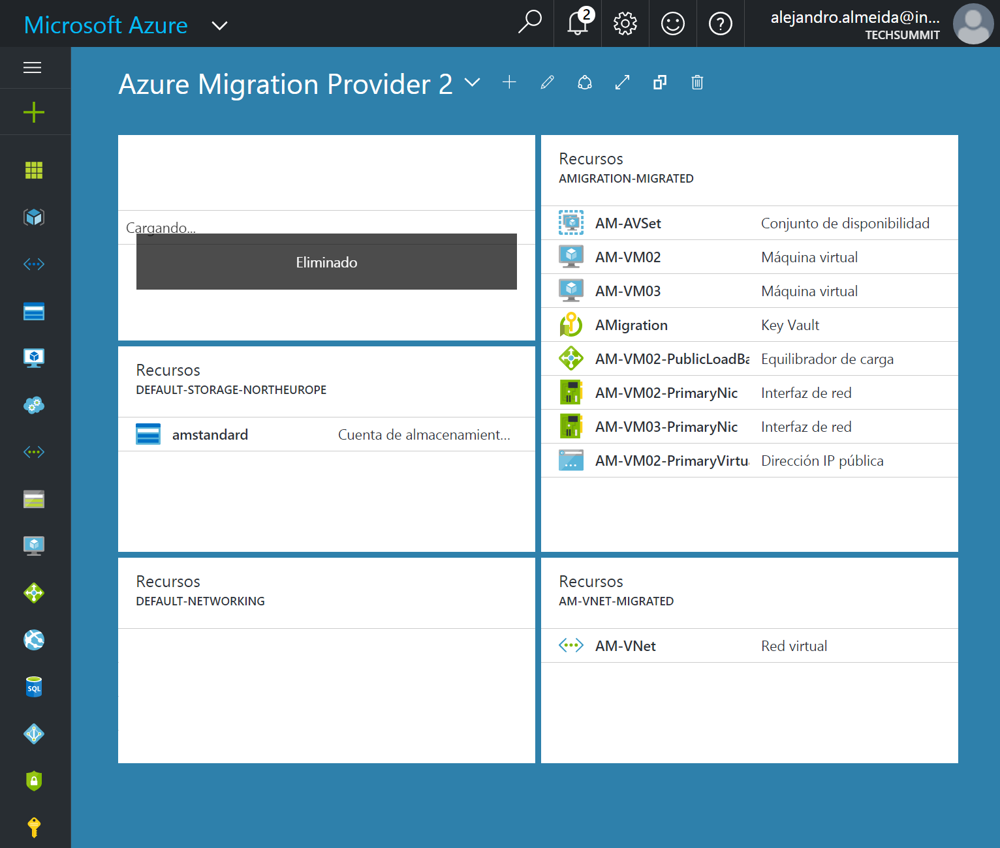 Microsoft Azure
2
alejandro.almeida@in...
TECHSUMMIT
Azure Migration Provider 2
Cargando...
Eliminado
Recursos
DEFAULT-STORAGE-NORTHEUROPE
amstandard Cuenta de almacenamient...
Recursos
DEFAULT-NETWORKING
Recursos
AMIGRATION-MIGRATED
AM-AVSet Conjunto de disponibilidad
AM-VM02 Máquina virtual
AM-VM03 Máquina virtual
AMigration Key Vault
AM-VM02-PublicLoadBa Equilibrador de carga
AM-VM02-PrimaryNic Interfaz de red
AM-VM03-PrimaryNic Interfaz de red
AM-VM02-PrimaryVirtu Dirección IP pública
Recursos
AM-VNET-MIGRATED
AM-VNet Red virtual
SQL